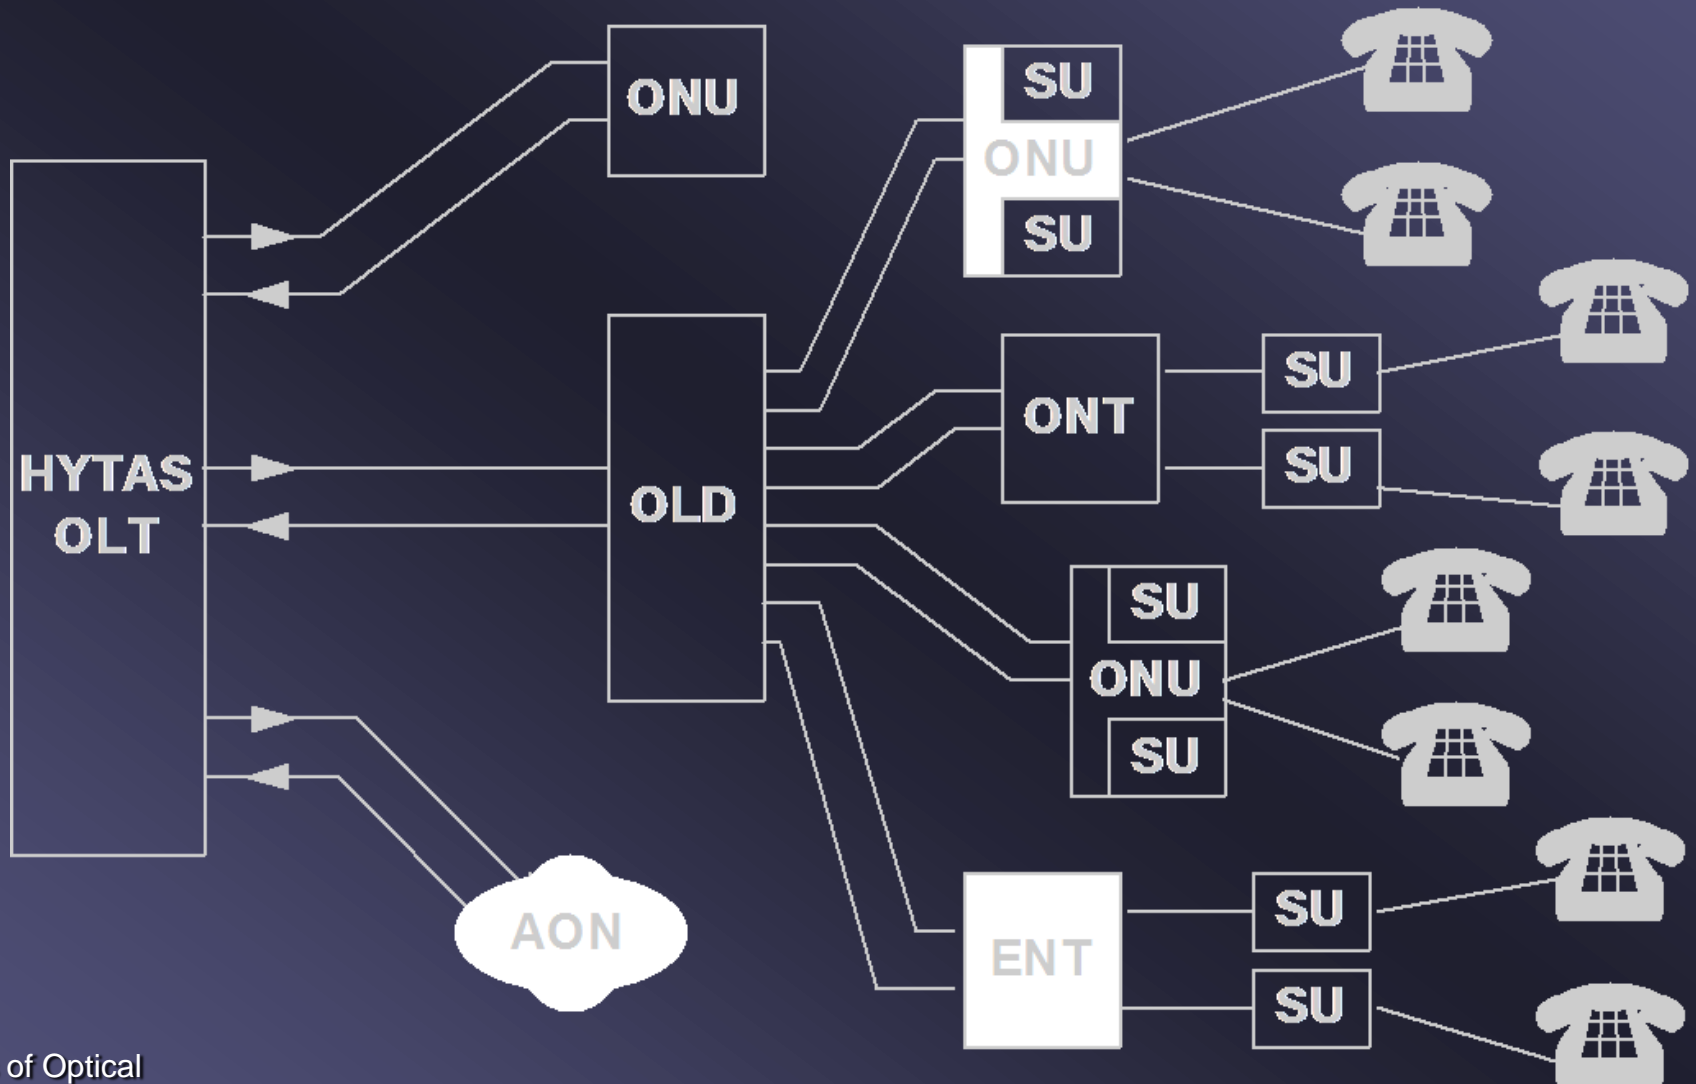 ONU
SU
ONU
SU
HYTAS
OLT
OLD
ONT
SU
SU
SU
ONU
SU
AON
ENT
SU
SU
of Optical